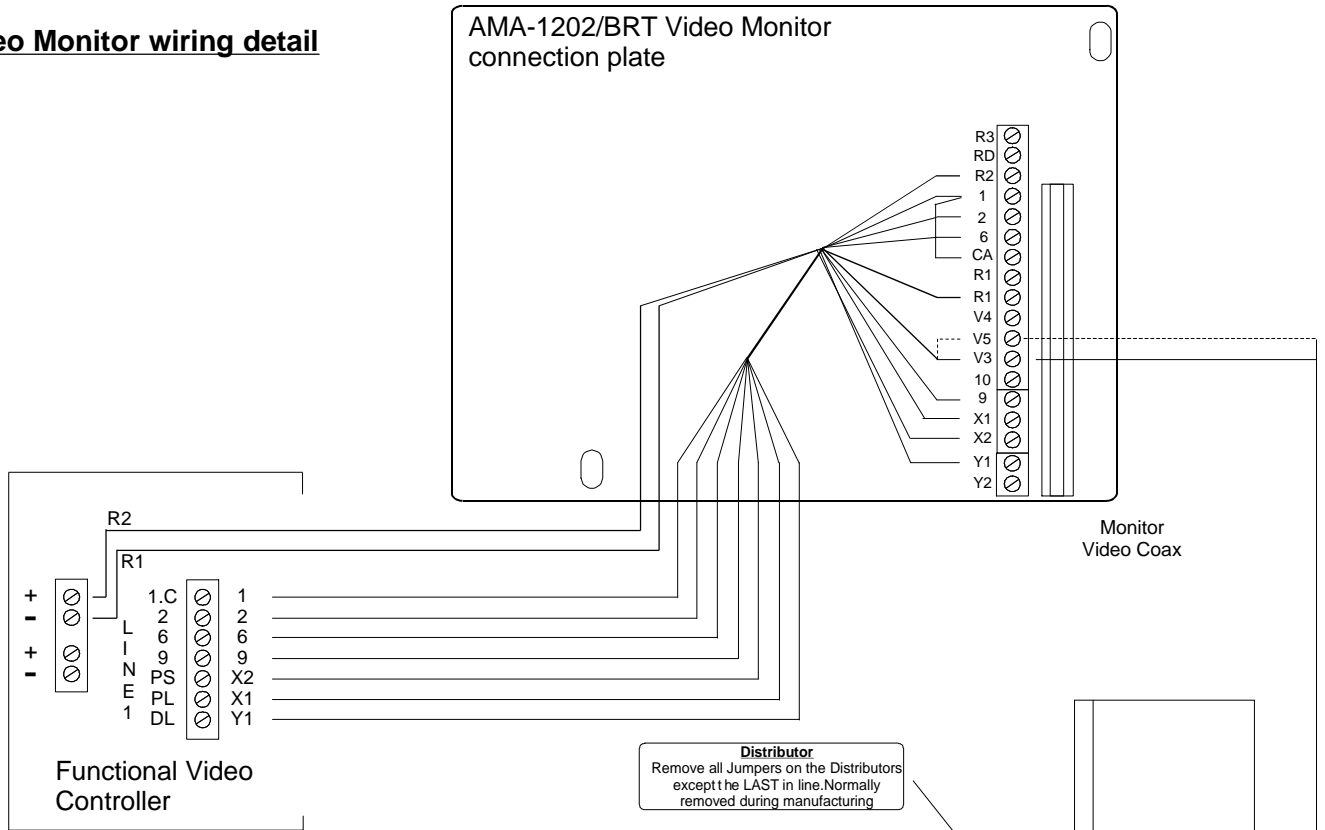 eo Monitor wiring detail
AMA-1202/BRT Video Monitor
connection plate
R3
RD
R2
1
2
6
CA
R1
R1
V4
V5
V3
10
9
X1
X2
Y1
Y2
Monitor
Video Coax
R2
R1
+
-
+
-
LINE 1
1.C 1
2 2
6 6
9 9
PS X2
PL X1
DL Y1
Functional Video
Controller
Distributor
Remove all Jumpers on the Distributors
except the LAST in line.Normally
removed during manufacturing